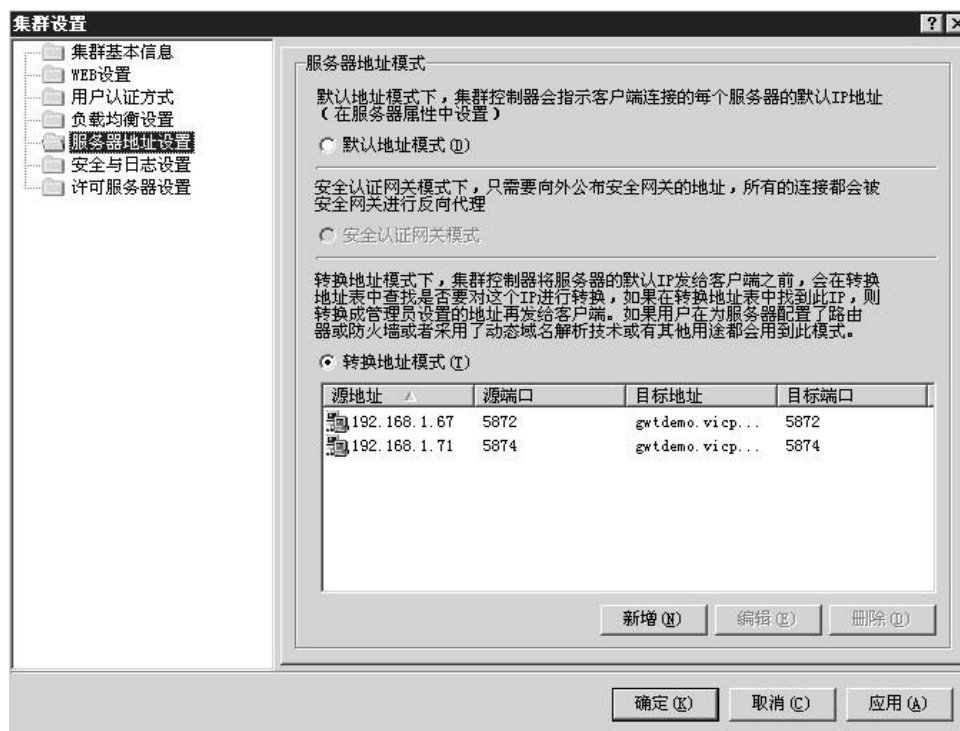 集群设置
集群基本信息
WEB设置
用户认证方式
负载均衡设置
服务器地址设置
安全与日志设置
许可服务器设置
服务器地址模式
默认地址模式下，集群控制器会指示客户端连接的每个服务器的默认IP地址
（在服务器属性中设置）
默认地址模式(D)
安全认证网关模式下，只需要向外公布安全网关的地址，所有的连接都会被
安全网关进行反向代理
安全认证网关模式
转换地址模式下，集群控制器将服务器的默认IP发给客户端之前，会在转换
地址表中查找是否要对这个IP进行转换，如果在转换地址表中找到此IP，则
转换成管理员设置的地址再发给客户端。如果用户在为服务器配置了路由
器或防火墙或者采用了动态域名解析技术或有其他用途都会用到此模式。
转换地址模式(T)
源地址 源端口 目标地址 目标端口
192.168.1.67 5872 gwtdemo.vicp... 5872
192.168.1.71 5874 gwtdemo.vicp... 5874
新增(N) 编辑(E) 删除(D)
确定(K) 取消(C) 应用(A)